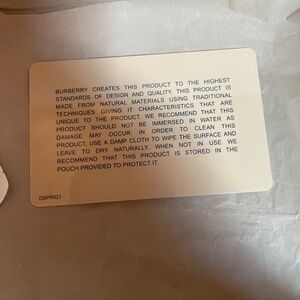 BURBERRY CREATES THIS PRODUCT TO THE HIGHEST
STANDARDS OF DESIGN AND QUALITY. THIS PRODUCT IS
MADE FROM NATURAL MATERIALS USING TRADITIONAL
TECHNIQUES GIVING IT CHARACTERISTICS THAT ARE
UNIQUE TO THE PRODUCT. WE RECOMMEND THAT THIS
PRODUCT SHOULD NOT BE IMMERSED IN WATER AS
DAMAGE MAY OCCUR. IN ORDER TO CLEAN THIS
PRODUCT, USE A DAMP CLOTH TO WIPE THE SURFACE AND
LEAVE TO DRY NATURALLY. WHEN NOT IN USE WE
RECOMMEND THAT THIS PRODUCT IS STORED IN THE
POUCH PROVIDED TO PROTECT IT.
DSPR021